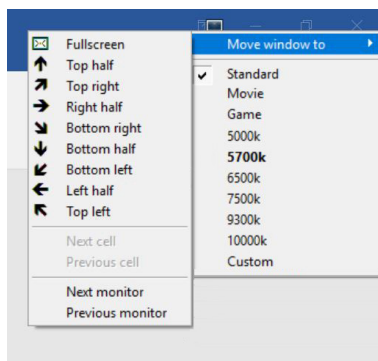 Fullscreen
Top half
Top right
Right half
Bottom right
Bottom half
Bottom left
Left half
Top left
Next cell
Previous cell
Next monitor
Previous monitor
Move window to
Standard
Movie
Game
5000k
5700k
6500k
7500k
9300k
10000k
Custom